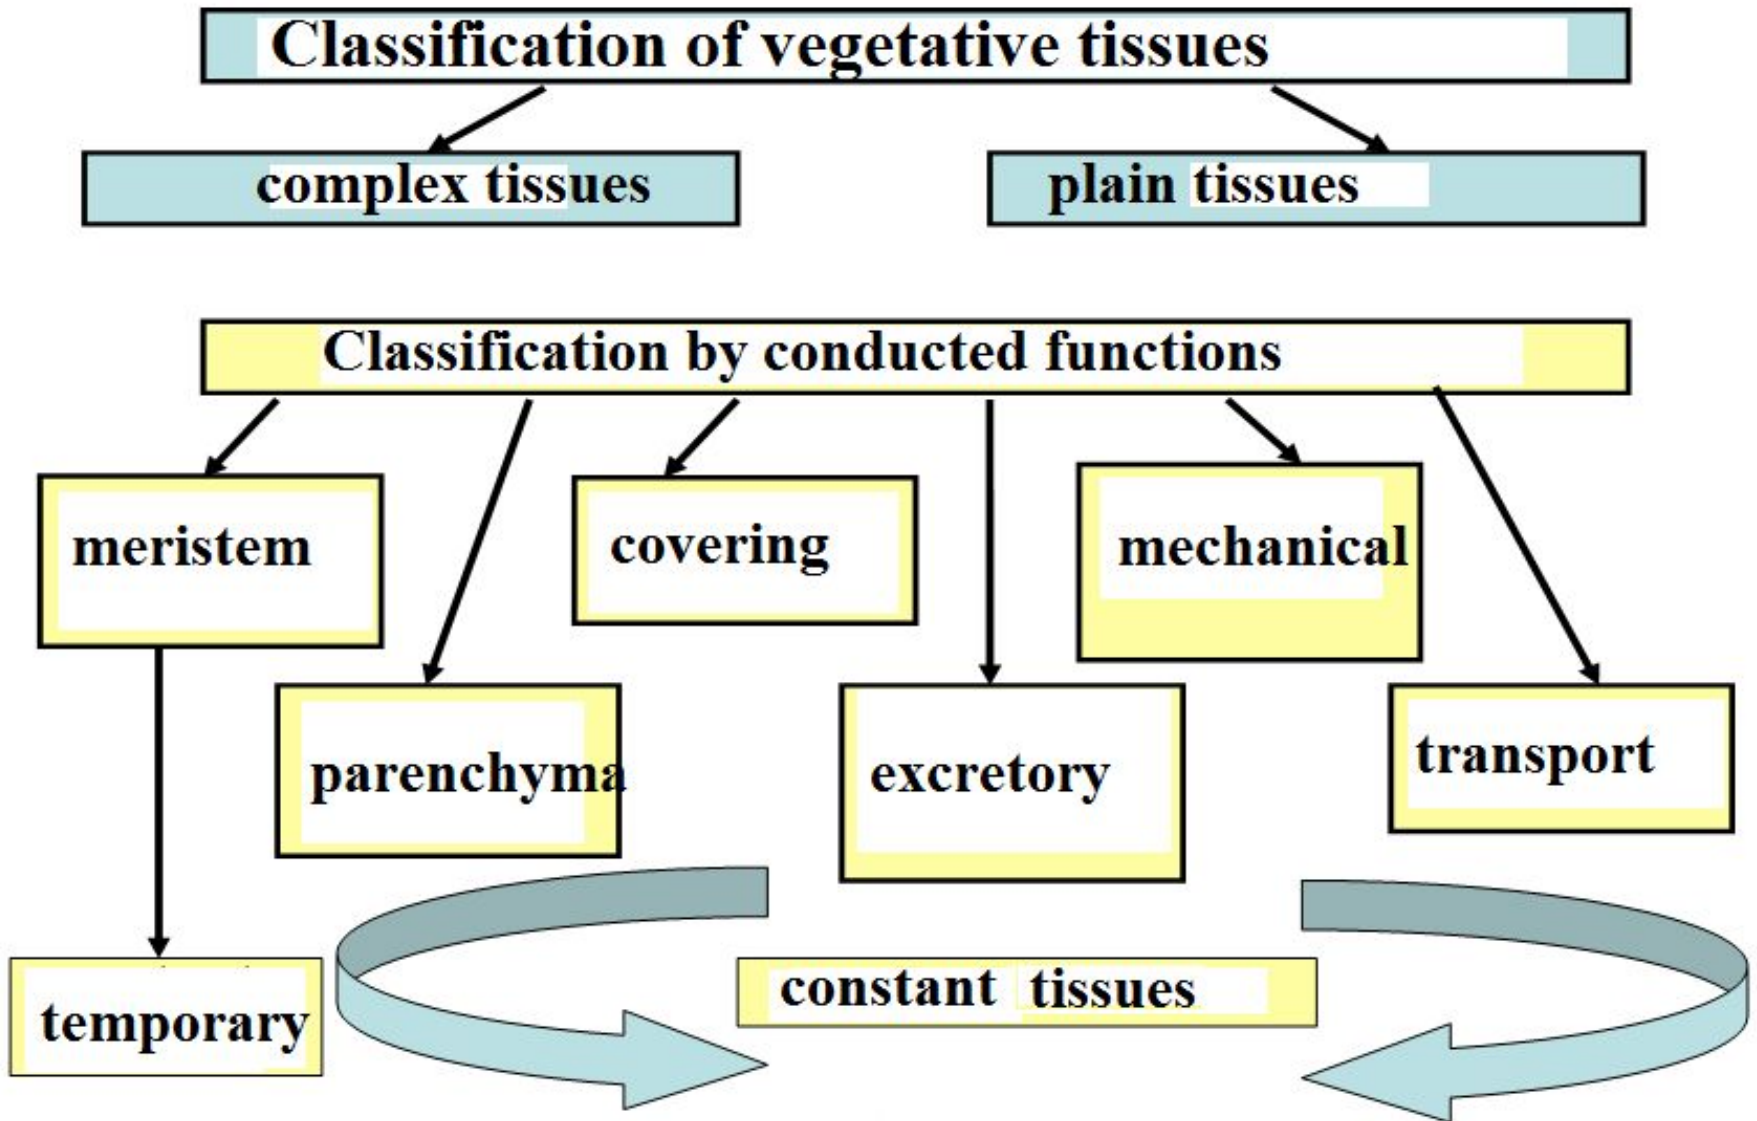 Classification of vegetative tissues
complex tissues
plain tissues
Classification by conducted functions
meristem
covering
mechanical
parenchyma
excretory
transport
temporary
constant tissues